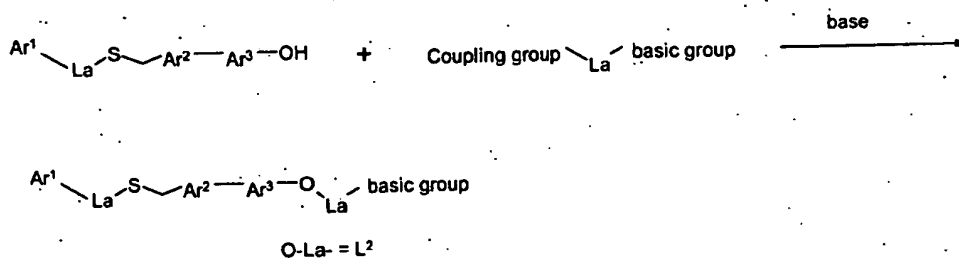 base
Ar¹ La S Ar² Ar³ OH + Coupling group La basic group
Ar¹ La S Ar² Ar³ O La basic group
O-La- = L²